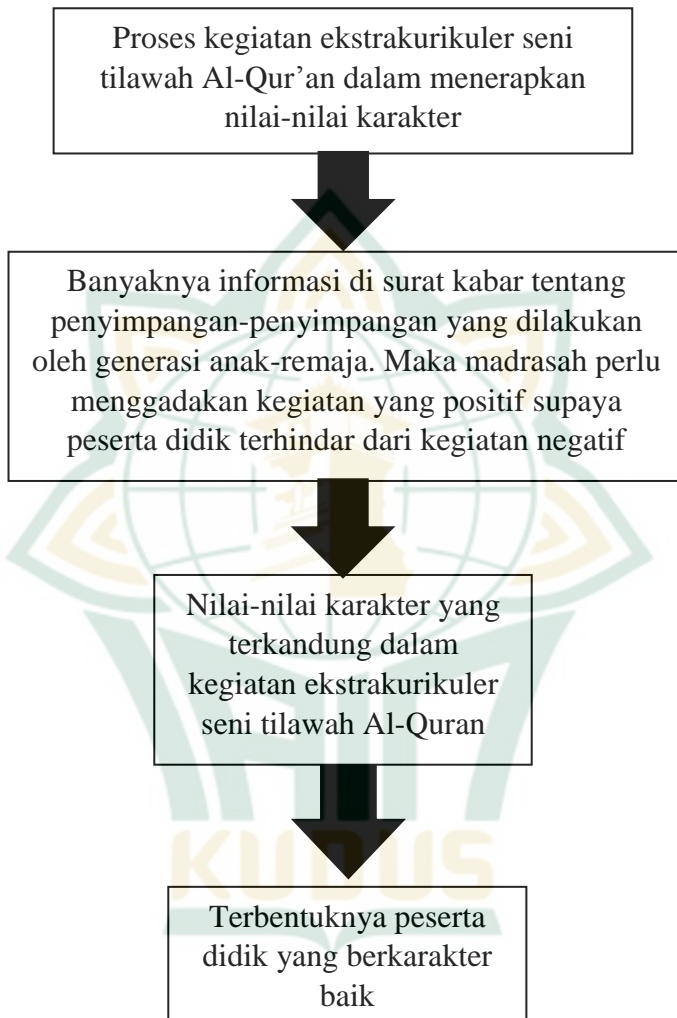 Proses kegiatan ekstrakurikuler seni
tilawah Al-Qur’an dalam menerapkan
nilai-nilai karakter
Banyaknya informasi di surat kabar tentang
penyimpangan-penyimpangan yang dilakukan
oleh generasi anak-remaja. Maka madrasah perlu
menggadakan kegiatan yang positif supaya
peserta didik terhindar dari kegiatan negatif
Nilai-nilai karakter yang
terkandung dalam
kegiatan ekstrakurikuler
seni tilawah Al-Quran
KUDUS
Terbentuknya peserta
didik yang berkarakter
baik